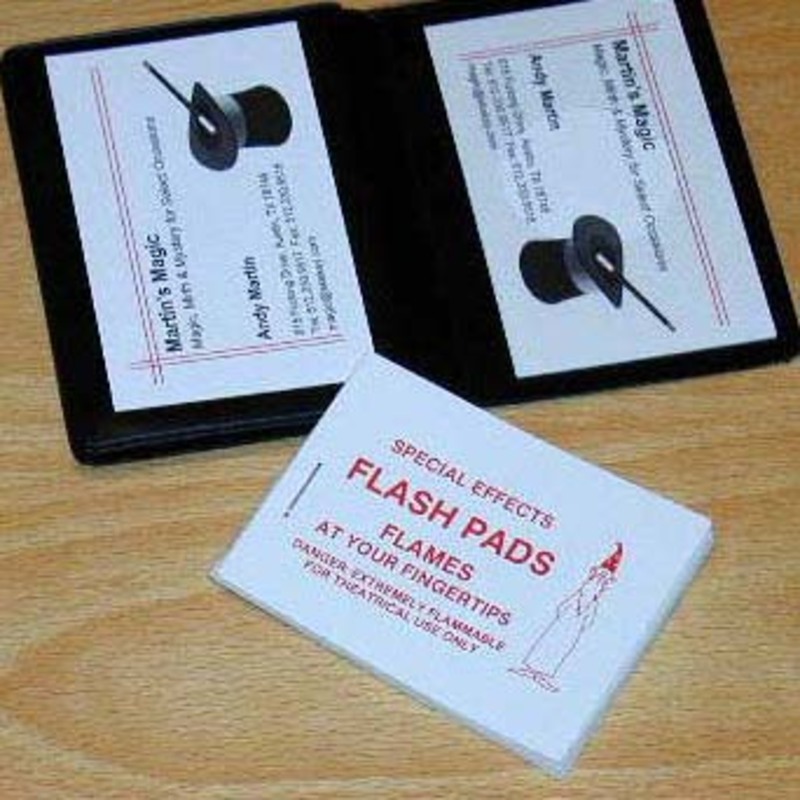 Martin's Magic
Magic, Mirth & Mystery for Select Occasions
Andy Martin
Martin's Magic
Magic, Mirth & Mystery for Select Occasions
Andy Martin
SPECIAL EFFECTS
FLASH PADS
FLAMES
AT YOUR FINGERTIPS
DANGER: EXTREMELY FLAMMABLE
FOR THEATRICAL USE ONLY